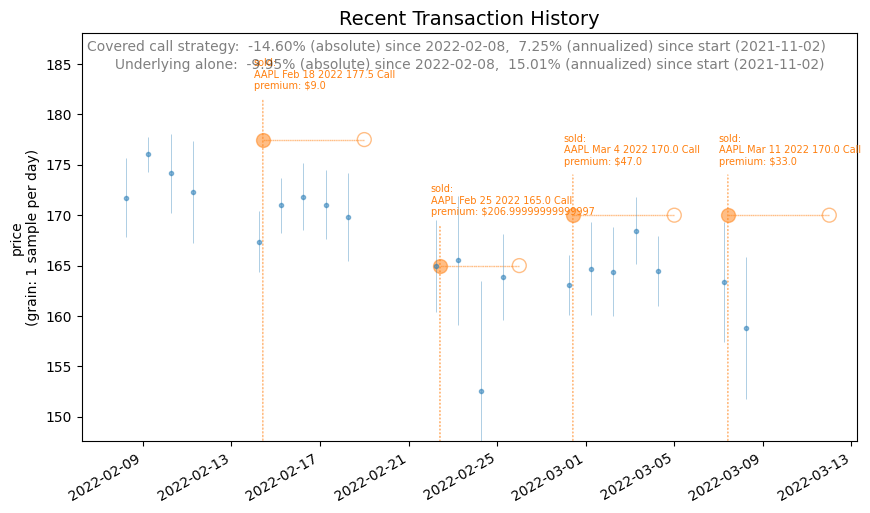 Recent Transaction History
Covered call strategy:  -14.60% (absolute) since 2022-02-08,  7.25% (annualized) since start (2021-11-02)
Underlying alone:  -9.95% (absolute) since 2022-02-08,  15.01% (annualized) since start (2021-11-02)
sold:
AAPL Feb 18 2022 177.5 Call
premium: $9.0
sold:
AAPL Feb 25 2022 165.0 Call
premium: $206.99999999999997
sold:
AAPL Mar 4 2022 170.0 Call
premium: $47.0
sold:
AAPL Mar 11 2022 170.0 Call
premium: $33.0
price
(grain: 1 sample per day)
185
180
175
170
165
160
155
150
2022-02-09
2022-02-13
2022-02-17
2022-02-21
2022-02-25
2022-03-01
2022-03-05
2022-03-09
2022-03-13